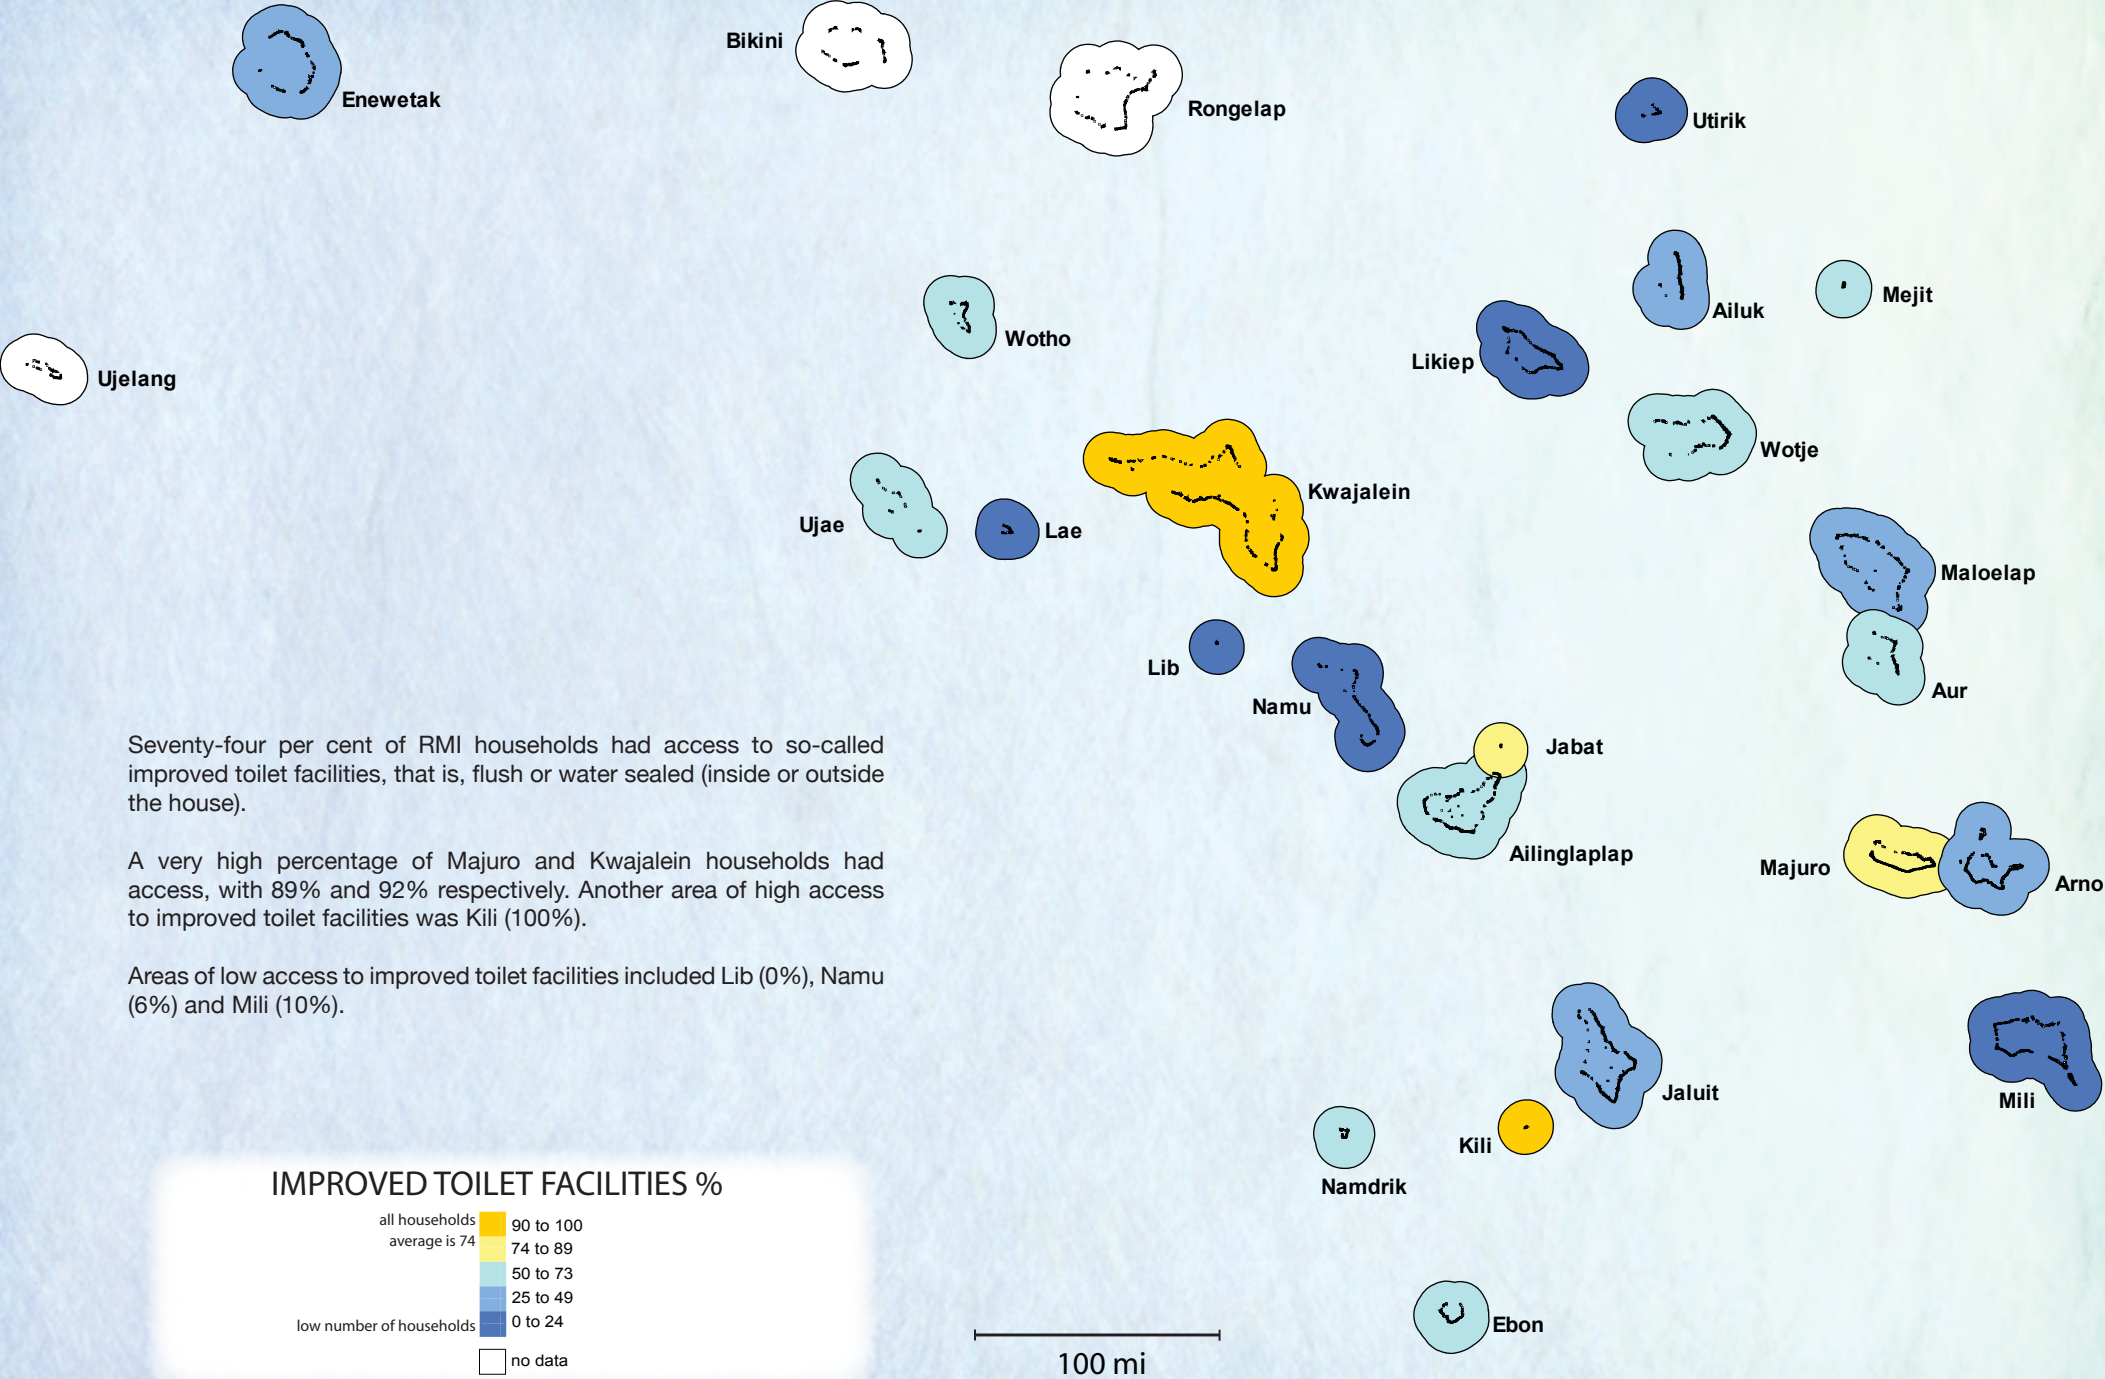 Bikini
Enewetak
Rongelap
Utirik
Mejit
Ailuk
Wotho
Likiep
Ujelang
Wotje
Kwajalein
Ujae
Lae
Maloelap
Lib
Aur
Namu
Jabat
Ailinglaplap
Majuro
Arno
Seventy-four per cent of RMI households had access to so-called
improved toilet facilities, that is, flush or water sealed (inside or outside
the house).
A very high percentage of Majuro and Kwajalein households had
access, with 89% and 92% respectively. Another area of high access
to improved toilet facilities was Kili (100%).
Areas of low access to improved toilet facilities included Lib (0%), Namu
(6%) and Mili (10%).
Jaluit
Mili
Kili
Namdrik
Ebon
IMPROVED TOILET FACILITIES %
all households
90 to 100
average is 74
74 to 89
50 to 73
25 to 49
low number of households
0 to 24
no data
100 mi